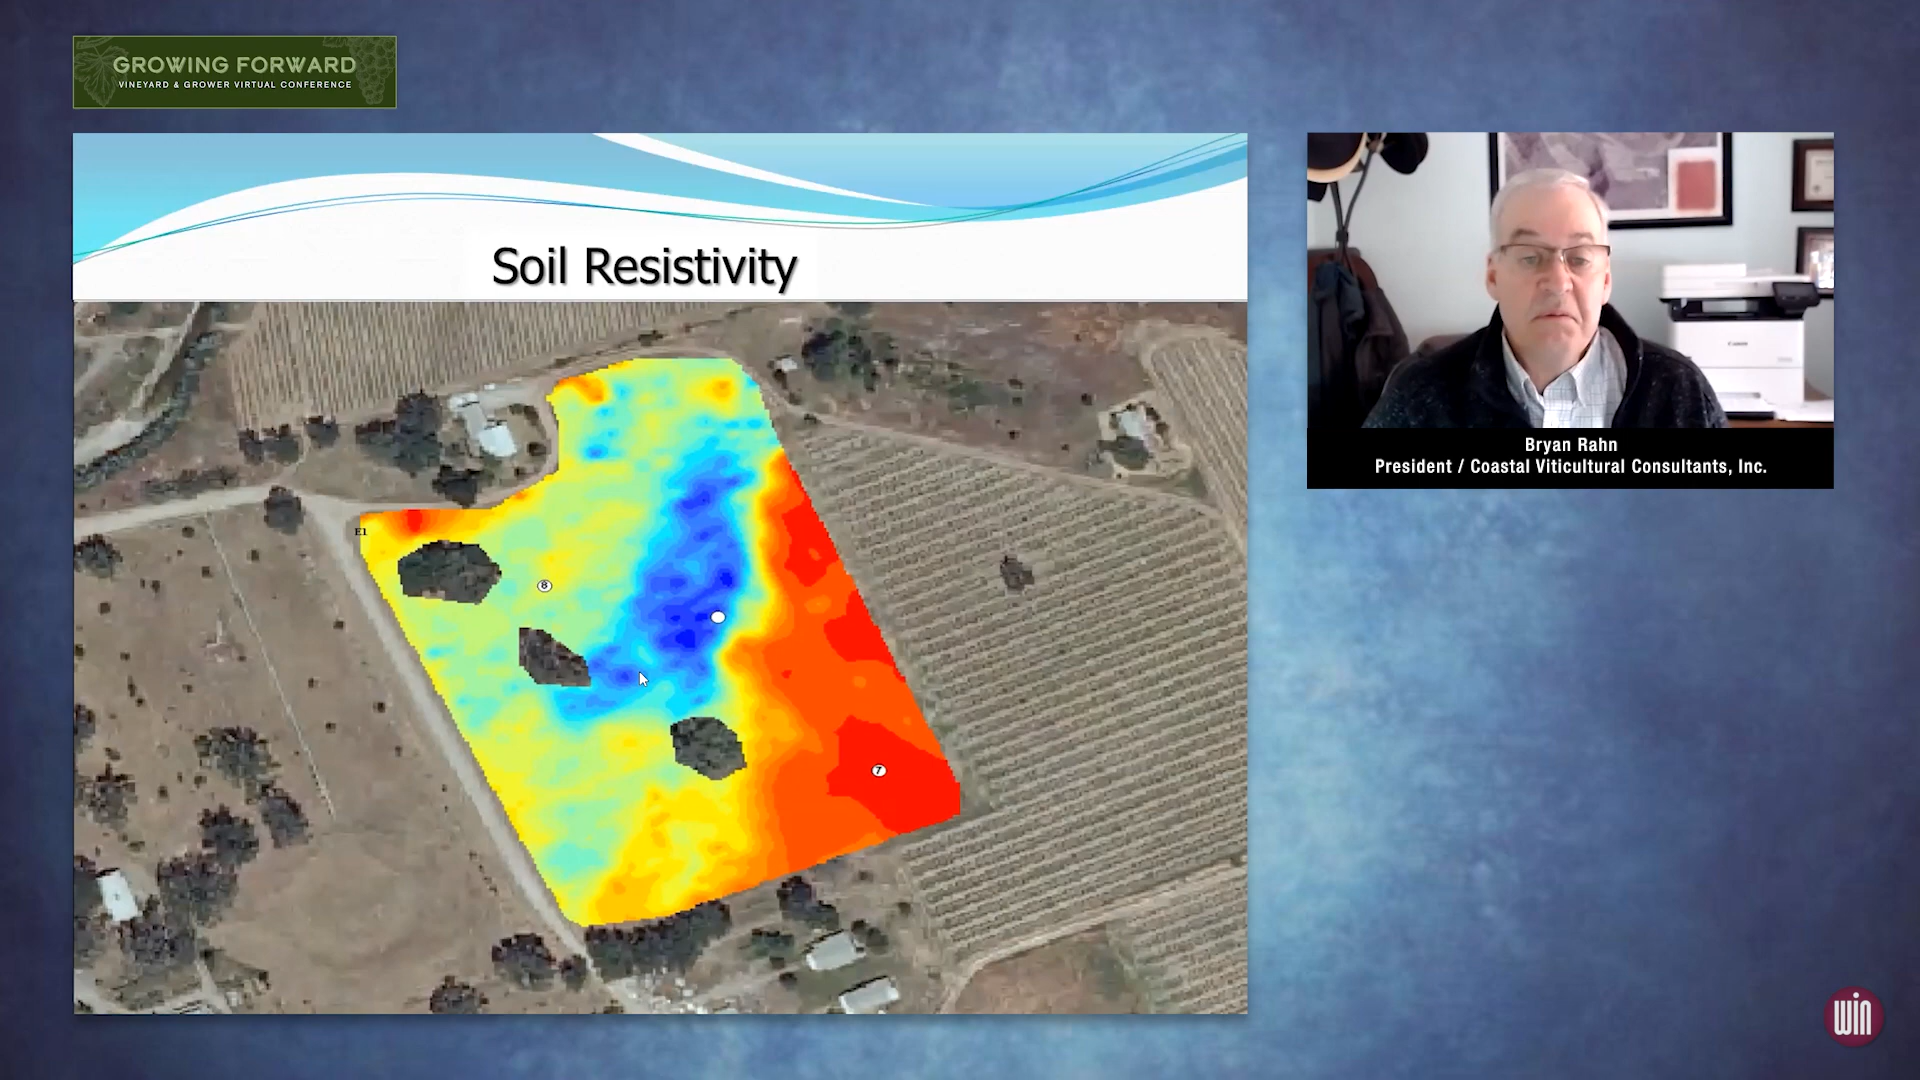 GROWING FORWARD
VINEYARD & GROWER VIRTUAL CONFERENCE
Soil Resistivity
E1
8
7
Canon
Bryan Rahn
President / Coastal Viticultural Consultants, Inc.
win